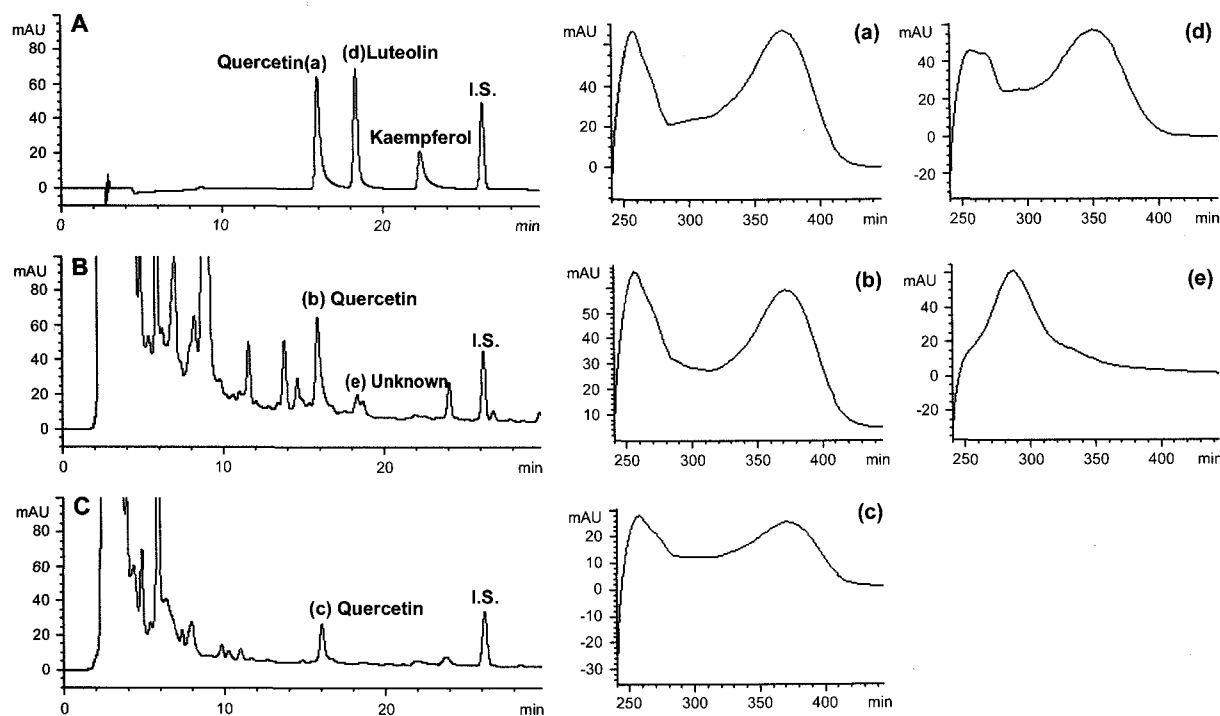 A
mAU
80
60
40
20
0
Quercetin(a)
(d)Luteolin
Kaempferol
I.S.
0
10
20
min
(a)
mAU
60
40
20
0
250
300
350
400
min
(d)
mAU
40
20
0
-20
250
300
350
400
min
B
mAU
80
60
40
20
0
(b) Quercetin
(e) Unknown
I.S.
0
10
20
min
(b)
mAU
50
40
30
20
10
250
300
350
400
min
(e)
mAU
40
20
0
-20
250
300
350
400
min
C
mAU
80
60
40
20
0
(c) Quercetin
I.S.
0
10
20
min
(c)
mAU
20
10
0
-10
-20
-30
250
300
350
400
min